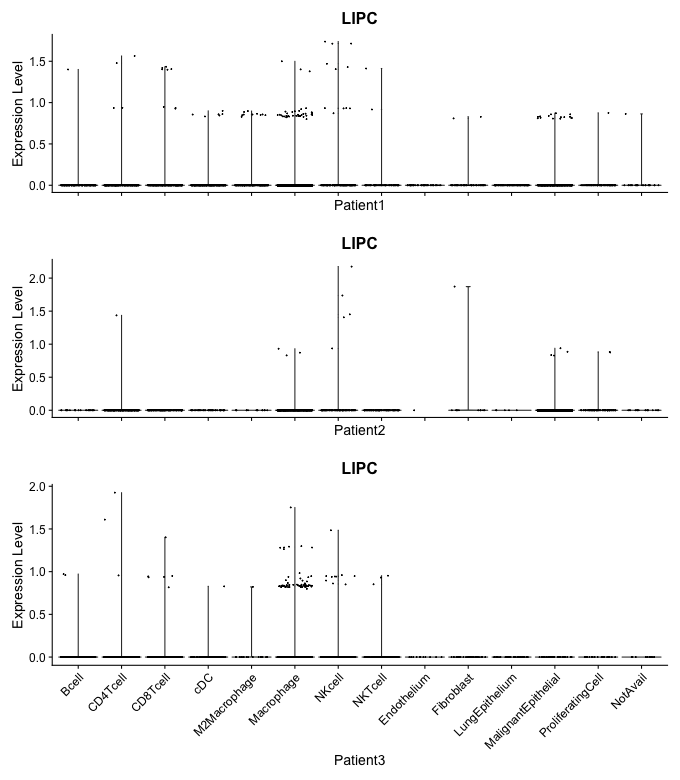 LIPC
Expression Level
1.5
1.0
0.5
0.0
Patient1
LIPC
Expression Level
2.0
1.5
1.0
0.5
0.0
Patient2
LIPC
Expression Level
2.0
1.5
1.0
0.5
0.0
Bcell
CD4Tcell
CD8Tcell
cDC
M2Macrophage
Macrophage
NKcell
NKTcell
Endothelium
Fibroblast
LungEpithelium
MalignantEpithelial
ProliferatingCell
NotAvail
Patient3